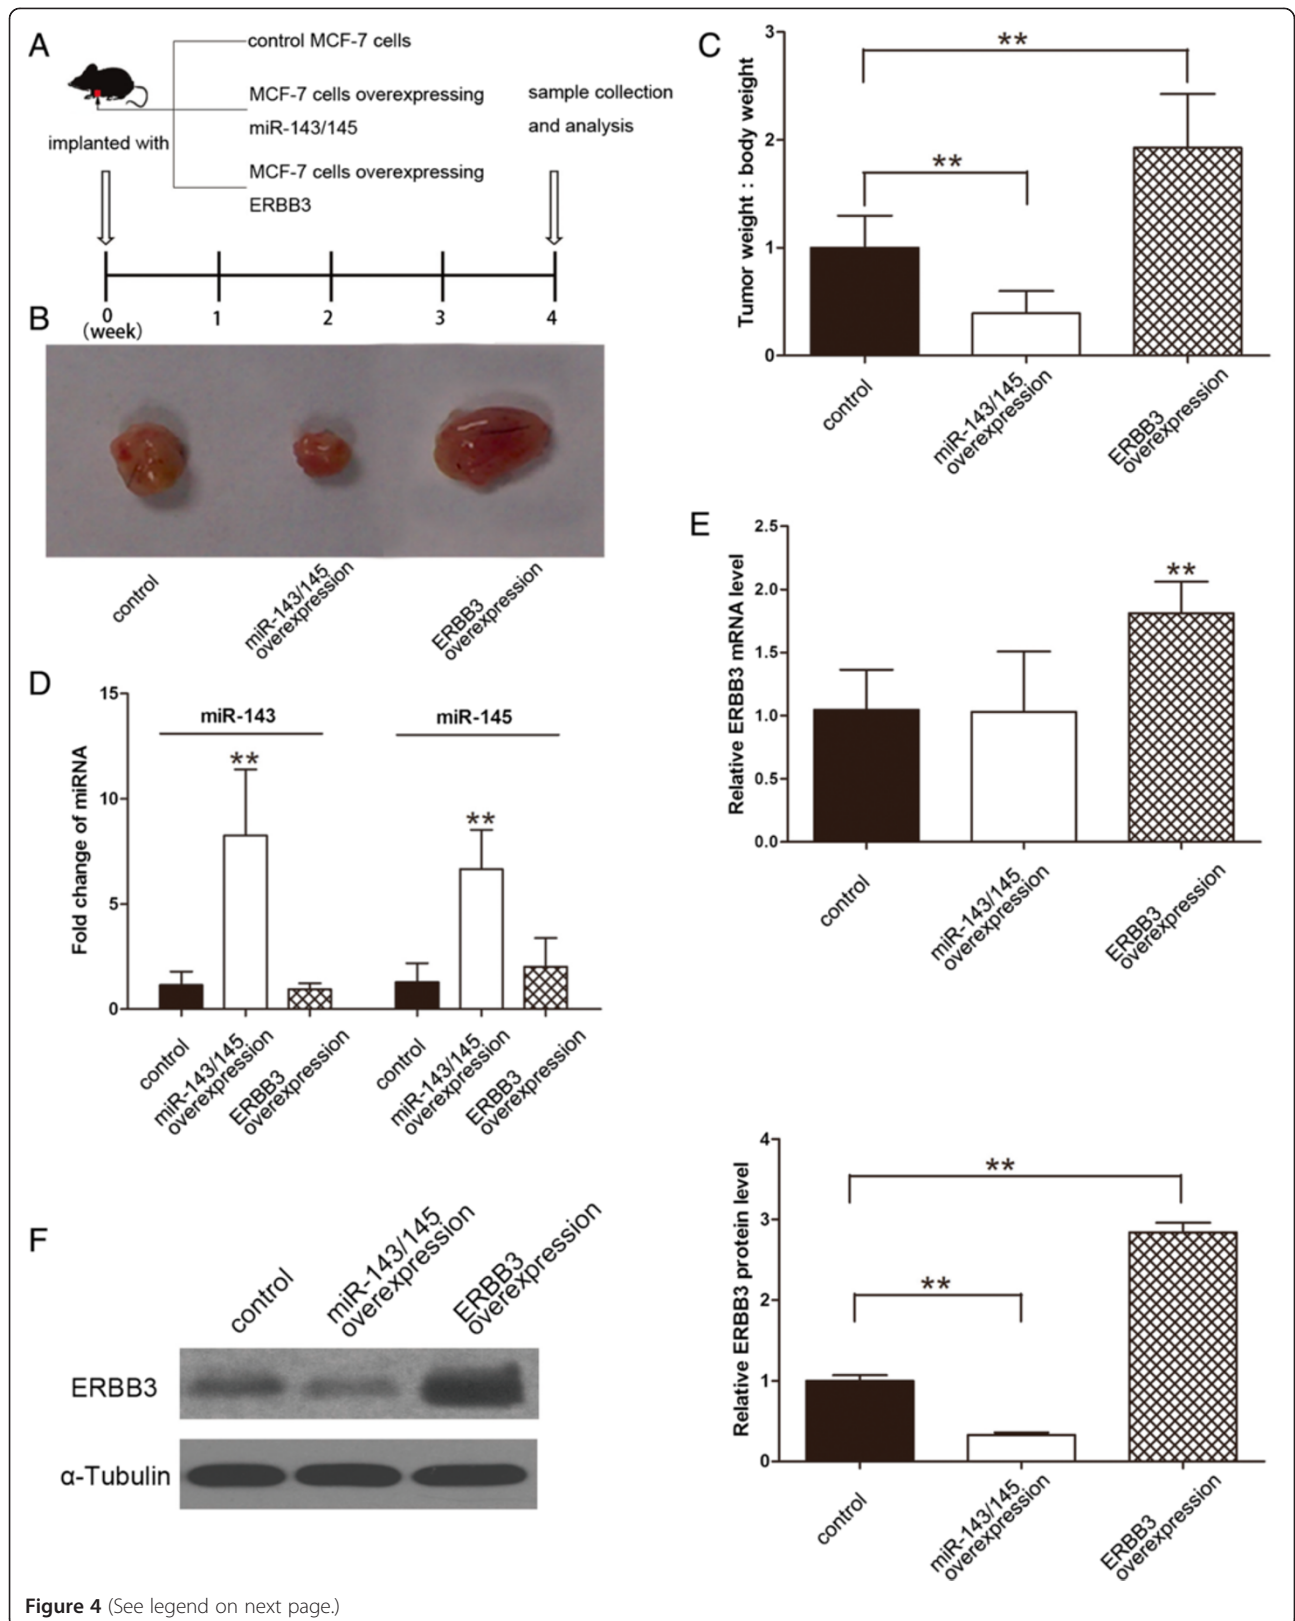 A
control MCF-7 cells
MCF-7 cells overexpressing
miR-143/145
implanted with
MCF-7 cells overexpressing
ERBB3
sample collection
and analysis
0
1
2
3
4
(week)
B
control
miR-143/145
overexpression
ERBB3
overexpression
C
Tumor weight : body weight
3
2
1
0
**
**
control
miR-143/145
overexpression
ERBB3
overexpression
D
Fold change of miRNA
15
10
5
0
miR-143
miR-145
**
**
control
miR-143/145
overexpression
ERBB3
overexpression
control
miR-143/145
overexpression
ERBB3
overexpression
E
Relative ERBB3 mRNA level
2.5
2.0
1.5
1.0
0.5
0.0
**
control
miR-143/145
overexpression
ERBB3
overexpression
F
control
miR-143/145
overexpression
ERBB3
overexpression
ERBB3
α-Tubulin
Relative ERBB3 protein level
4
3
2
1
0
**
**
control
miR-143/145
overexpression
ERBB3
overexpression
Figure 4 (See legend on next page.)